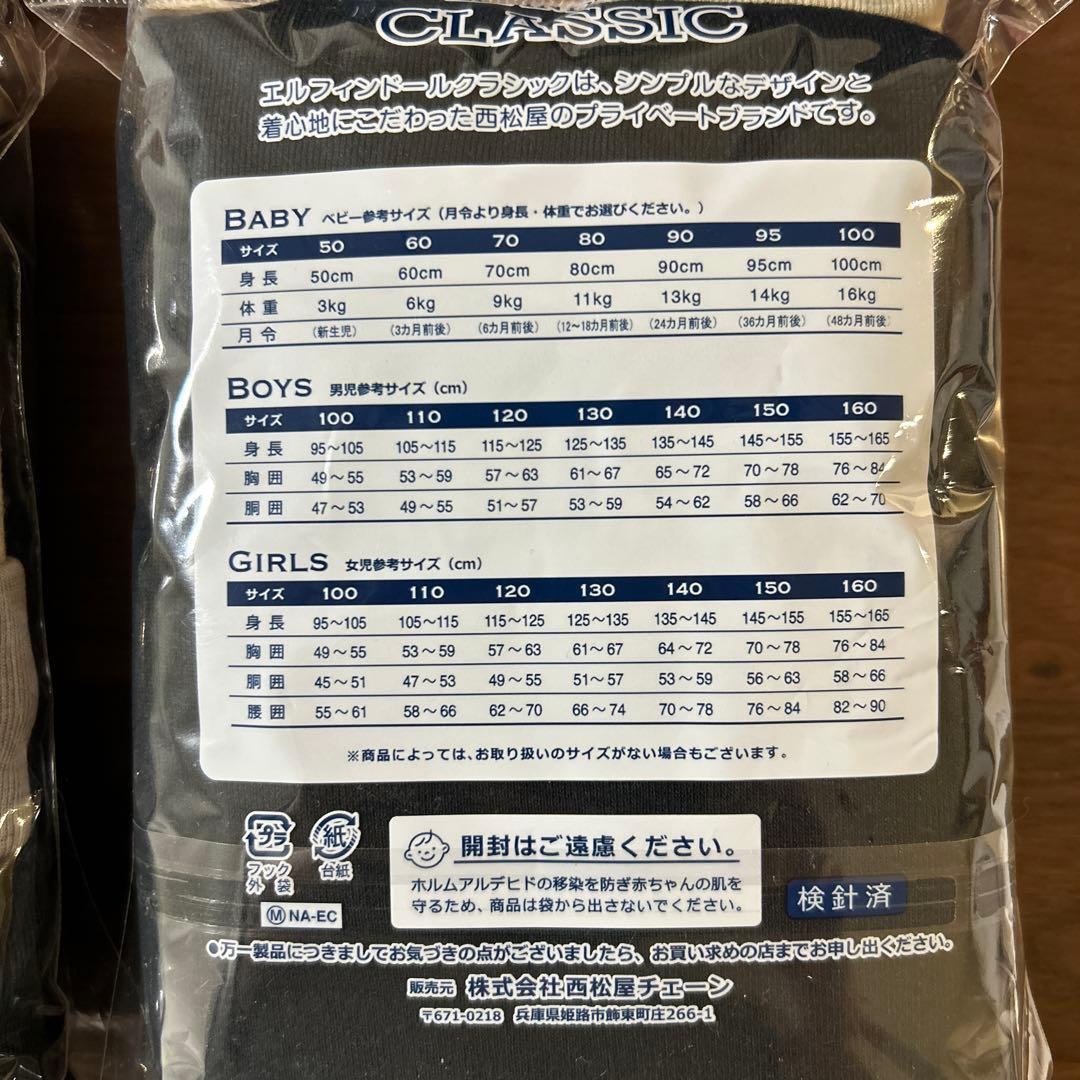 CLASSIC
エルフィンドールクラシックは、シンプルなデザインと
着心地にこだわった西松屋のプライベートブランドです。
BABY ベビー参考サイズ（月令より身長・体重でお選びください。）
サイズ 50 60 70 80 90 95 100
身長 50cm 60cm 70cm 80cm 90cm 95cm 100cm
体重 3kg 6kg 9kg 11kg 13kg 14kg 16kg
月令 （新生児） （3カ月前後） （6カ月前後） （12〜18カ月前後） （24カ月前後） （36カ月前後） （48カ月前後）
BOYS 男児参考サイズ（cm）
サイズ 100 110 120 130 140 150 160
身長 95〜105 105〜115 115〜125 125〜135 135〜145 145〜155 155〜165
胸囲 49〜55 53〜59 57〜63 61〜67 65〜72 70〜78 76〜84
胴囲 47〜53 49〜55 51〜57 53〜59 54〜62 58〜66 62〜70
GIRLS 女児参考サイズ（cm）
サイズ 100 110 120 130 140 150 160
身長 95〜105 105〜115 115〜125 125〜135 135〜145 145〜155 155〜165
胸囲 49〜55 53〜59 57〜63 61〜67 64〜72 70〜78 76〜84
胴囲 45〜51 47〜53 49〜55 51〜57 53〜59 56〜63 58〜66
腰囲 55〜61 58〜66 62〜70 66〜74 70〜78 76〜84 82〜90
※商品によっては、お取り扱いのサイズがない場合もございます。
プラ 紙
フック 台紙
外袋
Ⓜ NA-EC
開封はご遠慮ください。
ホルムアルデヒドの移染を防ぎ赤ちゃんの肌を
守るため、商品は袋から出さないでください。
検針済
●万一製品につきましてお気づきの点がございましたら、お買い求めの店までお申し出ください。
販売元 株式会社西松屋チェーン
〒671-0218 兵庫県姫路市飾東町庄266-1